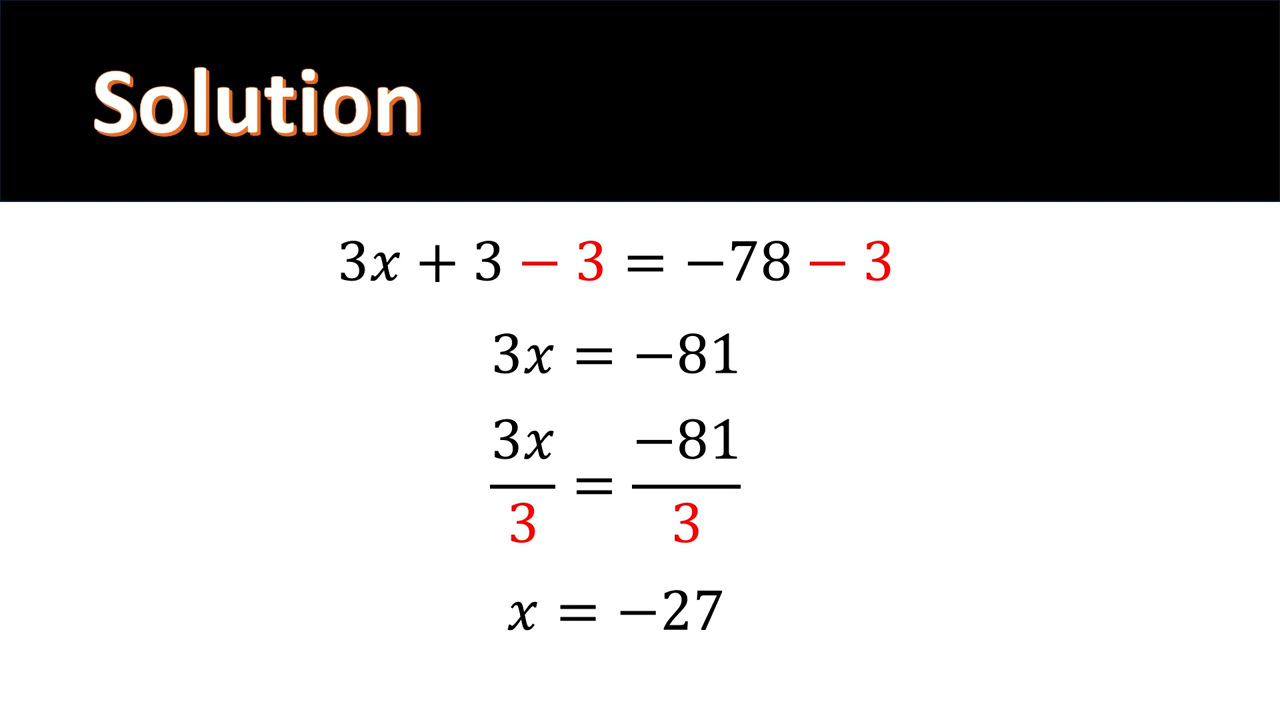 Solution
3x + 3 − 3 = −78 − 3
3x = −81
3x/3 = −81/3
x = −27